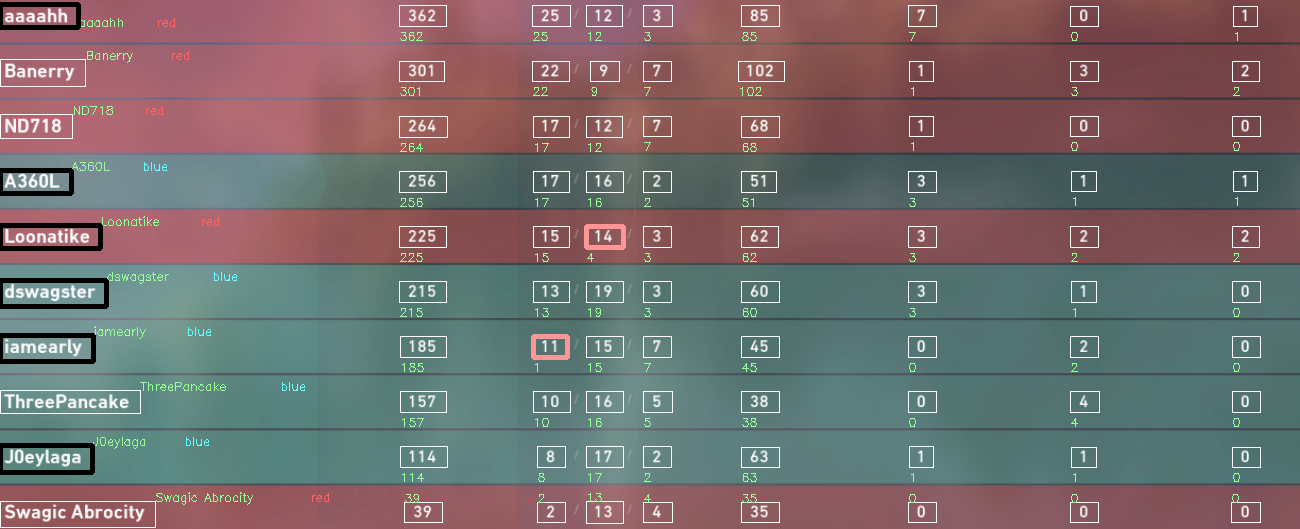 aaaahh aaaahh red 362 25 / 12 / 3 85 7 0 1
362 25 12 3 85 7 0 1
Banerry red
Banerry 301 22 / 9 / 7 102 1 3 2
301 22 9 7 102 1 3 2
ND718 red
ND718 264 17 / 12 / 7 68 1 0 0
264 17 12 7 68 1 0 0
A360L blue
A360L 256 17 / 16 / 2 51 3 1 1
256 17 16 2 51 3 1 1
Loonatike red
Loonatike 225 15 / 14 / 3 62 3 2 2
225 15 4 3 62 3 2 2
dswagster blue
dswagster 215 13 / 19 / 3 60 3 1 0
215 13 19 3 60 3 1 0
iamearly blue
iamearly 185 11 / 15 / 7 45 0 2 0
185 1 15 7 45 0 2 0
ThreePancake blue
ThreePancake 157 10 / 16 / 5 38 0 4 0
157 10 16 5 38 0 4 0
J0eylaga blue
J0eylaga 114 8 / 17 / 2 63 1 1 0
114 8 17 2 63 1 1 0
Swagic Abrocity red 39 2 13 4 35 0 0 0
Swagic Abrocity 39 2 / 13 / 4 35 0 0 0